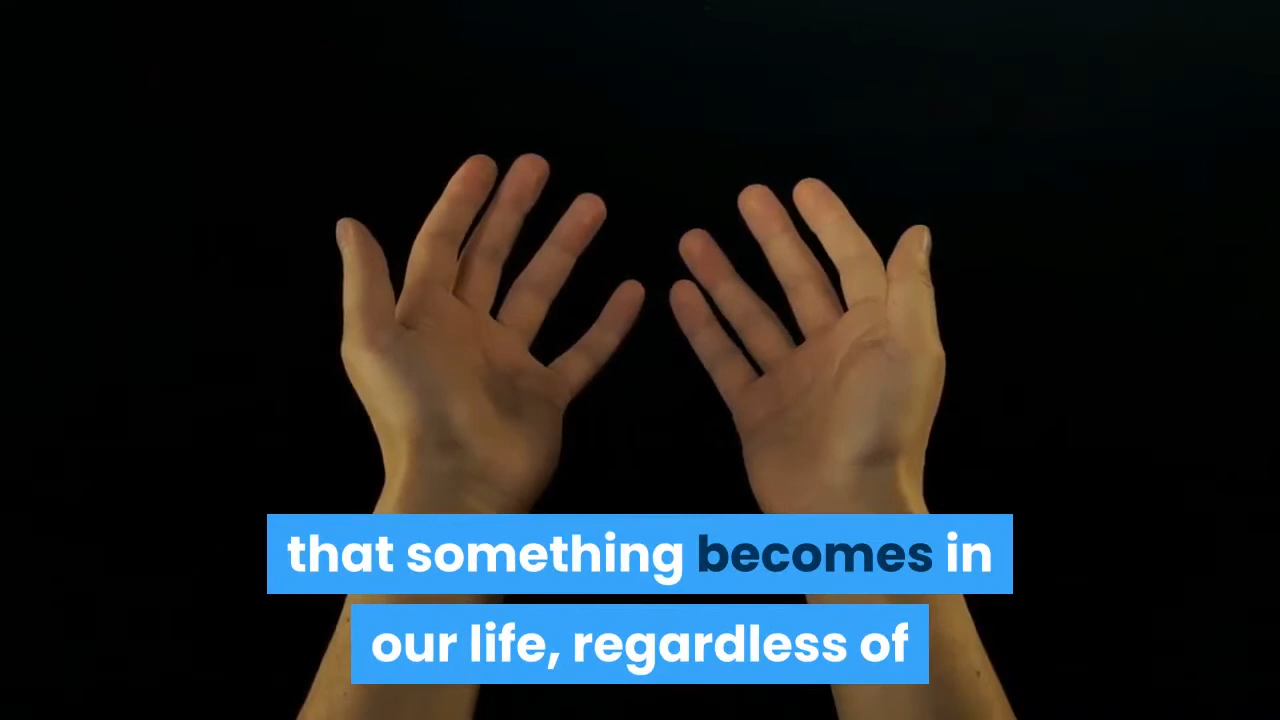 that something becomes in
our life, regardless of